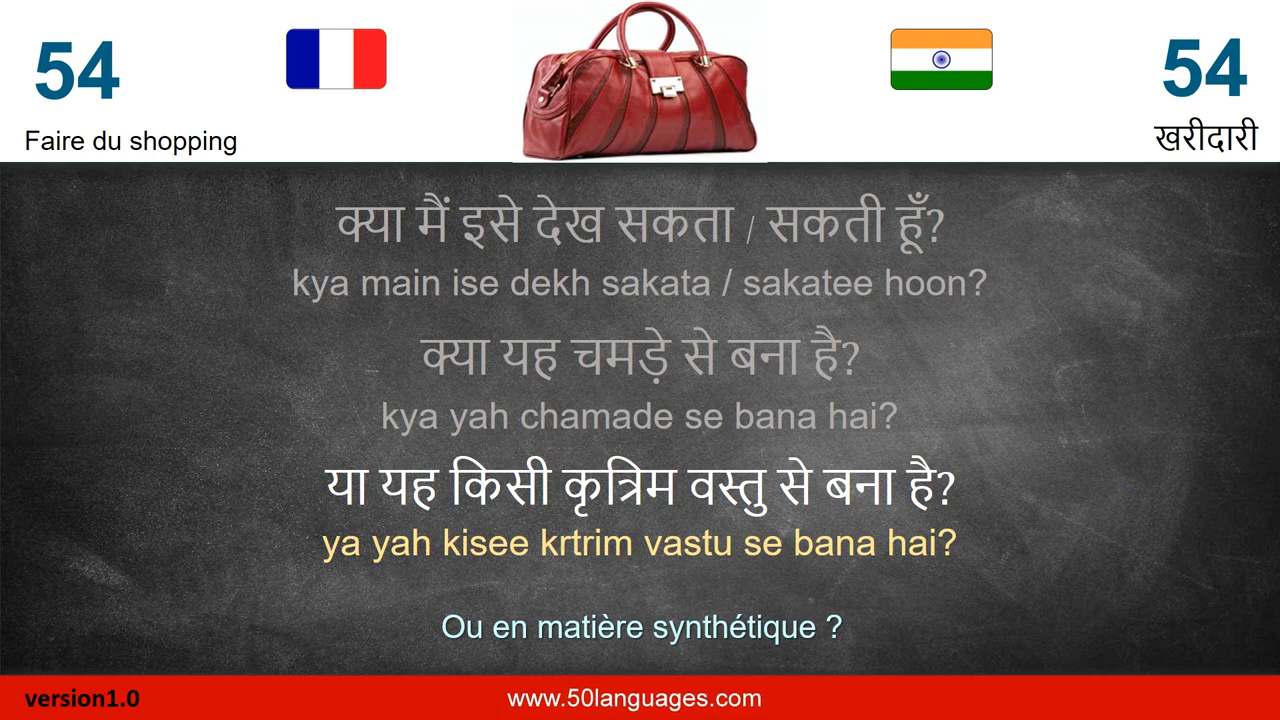 54
54
Faire du shopping
खरीदारी
क्या मैं इसे देख सकता / सकती हूँ?
kya main ise dekh sakata / sakatee hoon?
क्या यह चमड़े से बना है?
kya yah chamade se bana hai?
या यह किसी कृत्रिम वस्तु से बना है?
ya yah kisee krtrim vastu se bana hai?
Ou en matière synthétique ?
version1.0
www.50languages.com